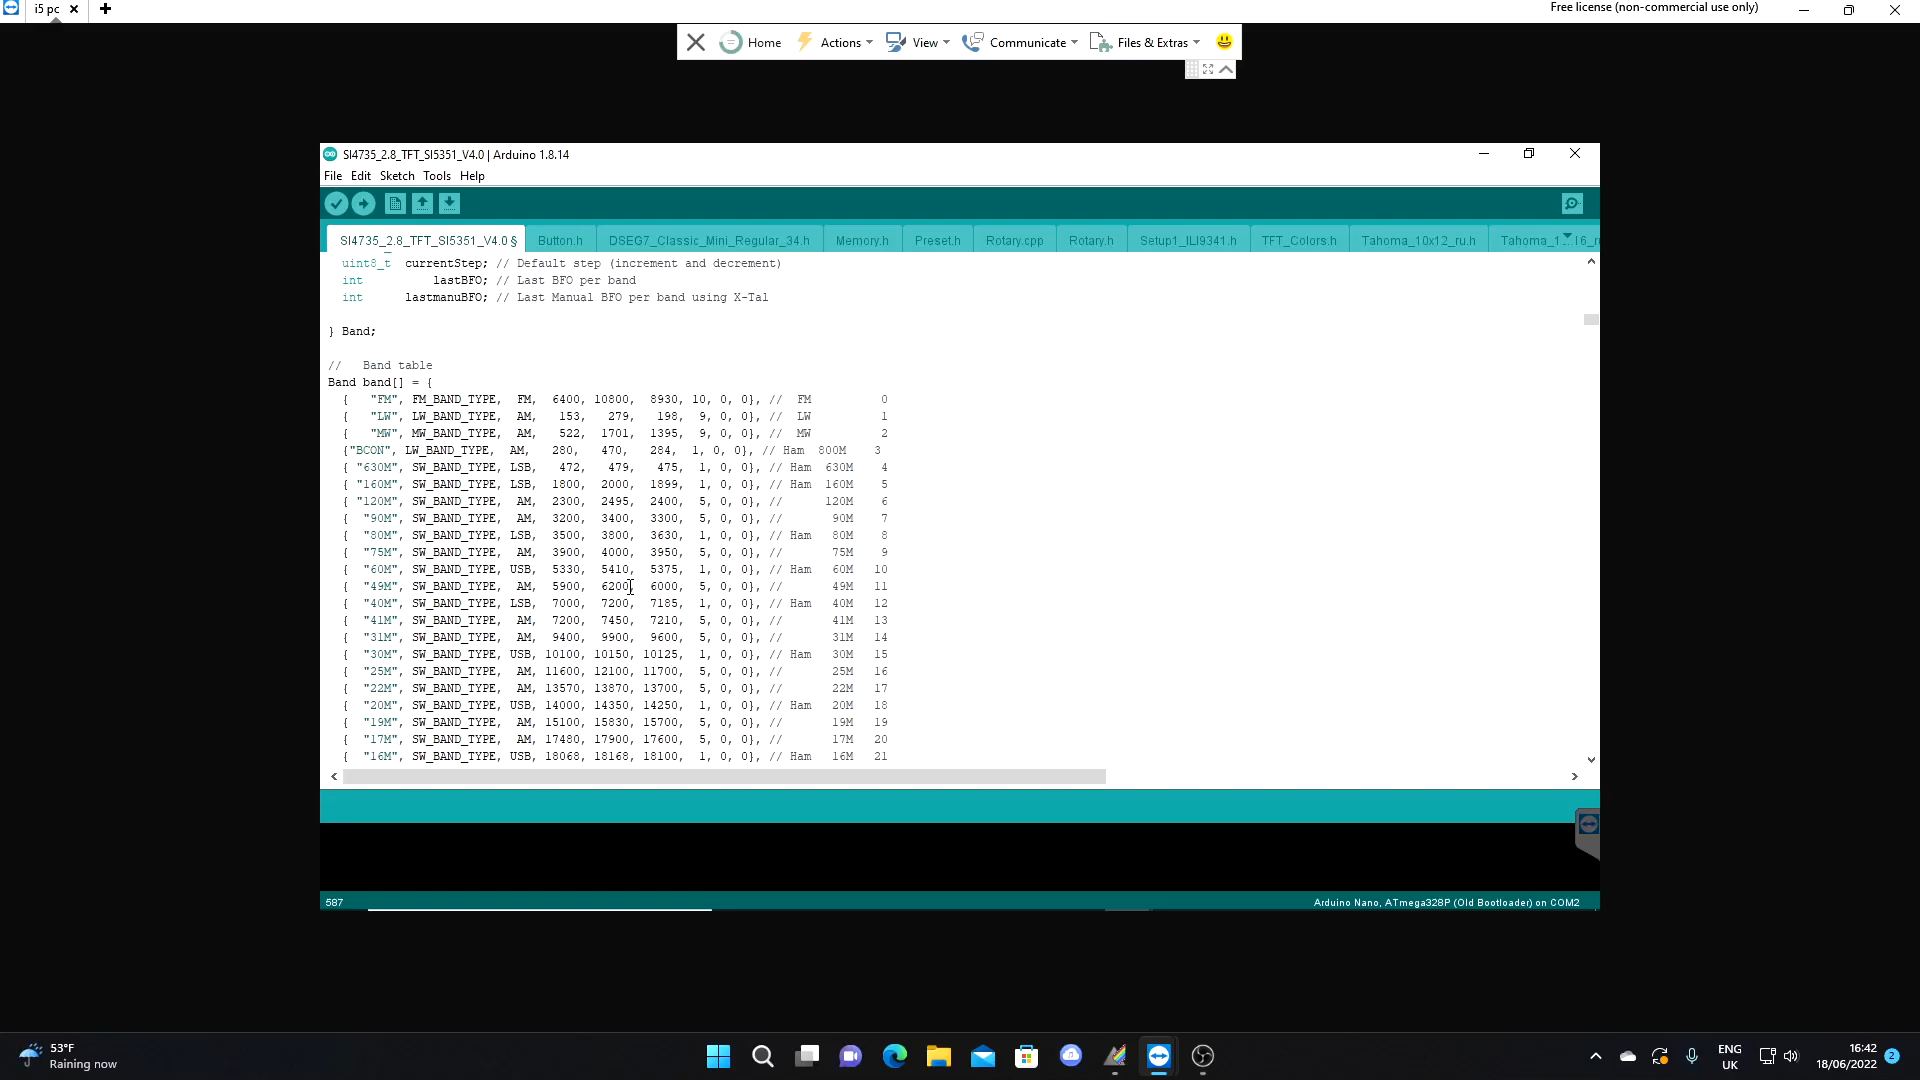 i5 pc
Free license (non-commercial use only)
Home Actions View Communicate Files & Extras
SI4735_2.8_TFT_SI5351_V4.0 | Arduino 1.8.14
File Edit Sketch Tools Help
SI4735_2.8_TFT_SI5351_V4.0 § Button.h DSEG7_Classic_Mini_Regular_34.h Memory.h Preset.h Rotary.cpp Rotary.h Setup1_ILI9341.h TFT_Colors.h Tahoma_10x12_ru.h
uint8_t currentStep; // Default step (increment and decrement)
int lastBFO; // Last BFO per band
int lastmanuBFO; // Last Manual BFO per band using X-Tal
} Band;
// Band table
Band band[] = {
{ "FM", FM_BAND_TYPE, FM, 6400, 10800, 8930, 10, 0, 0}, // FM 0
{ "LW", LW_BAND_TYPE, AM, 153, 279, 198, 9, 0, 0}, // LW 1
{ "MW", MW_BAND_TYPE, AM, 522, 1701, 1395, 9, 0, 0}, // MW 2
{"BCON", LW_BAND_TYPE, AM, 280, 470, 284, 1, 0, 0}, // Ham 800M 3
{ "630M", SW_BAND_TYPE, LSB, 472, 479, 475, 1, 0, 0}, // Ham 630M 4
{ "160M", SW_BAND_TYPE, LSB, 1800, 2000, 1899, 1, 0, 0}, // Ham 160M 5
{ "120M", SW_BAND_TYPE, AM, 2300, 2495, 2400, 5, 0, 0}, // 120M 6
{ "90M", SW_BAND_TYPE, AM, 3200, 3400, 3300, 5, 0, 0}, // 90M 7
{ "80M", SW_BAND_TYPE, LSB, 3500, 3800, 3630, 1, 0, 0}, // Ham 80M 8
{ "75M", SW_BAND_TYPE, AM, 3900, 4000, 3950, 5, 0, 0}, // 75M 9
{ "60M", SW_BAND_TYPE, USB, 5330, 5410, 5375, 1, 0, 0}, // Ham 60M 10
{ "49M", SW_BAND_TYPE, AM, 5900, 6200, 6000, 5, 0, 0}, // 49M 11
{ "40M", SW_BAND_TYPE, LSB, 7000, 7200, 7185, 1, 0, 0}, // Ham 40M 12
{ "41M", SW_BAND_TYPE, AM, 7200, 7450, 7210, 5, 0, 0}, // 41M 13
{ "31M", SW_BAND_TYPE, AM, 9400, 9900, 9600, 5, 0, 0}, // 31M 14
{ "30M", SW_BAND_TYPE, USB, 10100, 10150, 10125, 1, 0, 0}, // Ham 30M 15
{ "25M", SW_BAND_TYPE, AM, 11600, 12100, 11700, 5, 0, 0}, // 25M 16
{ "22M", SW_BAND_TYPE, AM, 13570, 13870, 13700, 5, 0, 0}, // 22M 17
{ "20M", SW_BAND_TYPE, USB, 14000, 14350, 14250, 1, 0, 0}, // Ham 20M 18
{ "19M", SW_BAND_TYPE, AM, 15100, 15830, 15700, 5, 0, 0}, // 19M 19
{ "17M", SW_BAND_TYPE, AM, 17480, 17900, 17600, 5, 0, 0}, // 17M 20
{ "16M", SW_BAND_TYPE, USB, 18068, 18168, 18100, 1, 0, 0}, // Ham 16M 21
587
Arduino Nano, ATmega328P (Old Bootloader) on COM2
53°F
Raining now
ENG
UK
16:42
18/06/2022
2